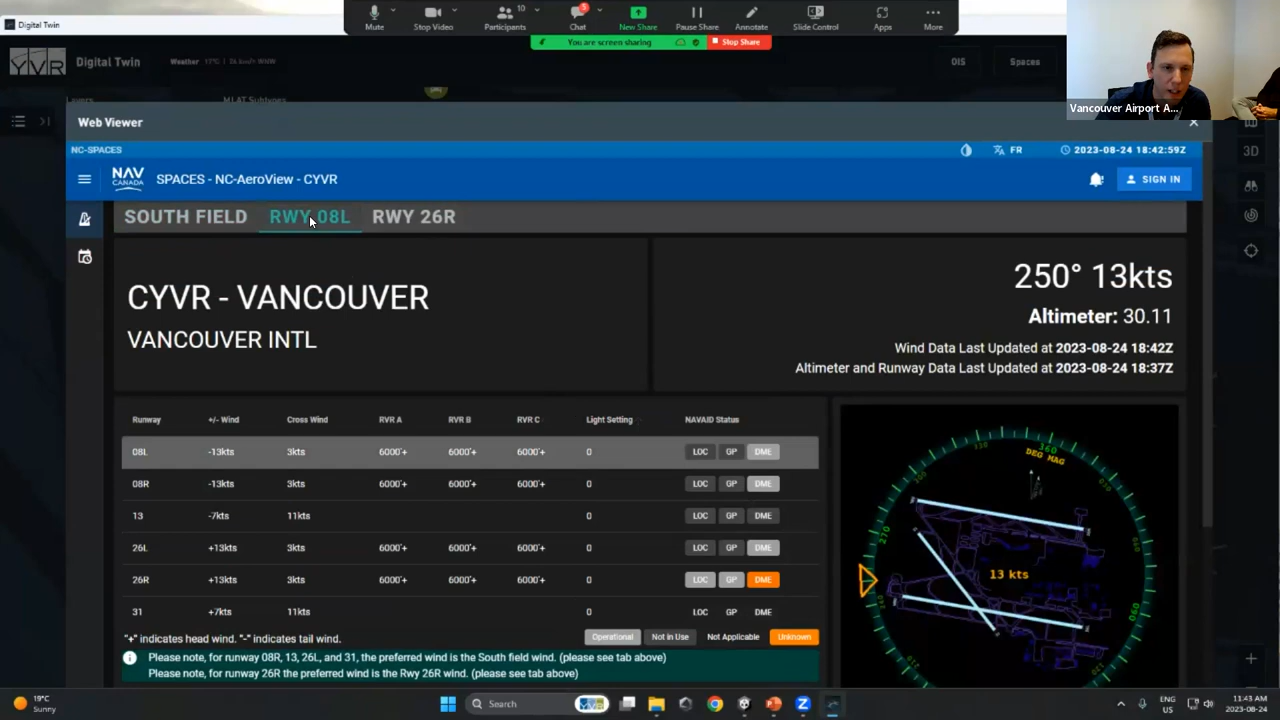 Digital Twin
Mute
Stop Video
Participants
10
Chat
New Share
Pause Share
Annotate
Slide Control
Apps
More
You are screen sharing
Stop Share
YVR
Digital Twin
Weather
OIS
Spaces
Vancouver Airport A...
Layers
MLAT Subtypes
Web Viewer
3D
NC-SPACES
FR
2023-08-24 18:42:59Z
NAV CANADA
SPACES - NC-AeroView - CYVR
SIGN IN
SOUTH FIELD
RWY 08L
RWY 26R
CYVR - VANCOUVER
VANCOUVER INTL
250° 13kts
Altimeter: 30.11
Wind Data Last Updated at 2023-08-24 18:42Z
Altimeter and Runway Data Last Updated at 2023-08-24 18:37Z
Runway +/- Wind Cross Wind RVR A RVR B RVR C Light Setting NAVAID Status
08L -13kts 3kts 6000'+ 6000'+ 6000'+ 0 LOC GP DME
08R -13kts 3kts 6000'+ 6000'+ 6000'+ 0 LOC GP DME
13 -7kts 11kts 0 LOC GP DME
26L +13kts 3kts 6000'+ 6000'+ 6000'+ 0 LOC GP DME
26R +13kts 3kts 6000'+ 6000'+ 6000'+ 0 LOC GP DME
31 +7kts 11kts 0 LOC GP DME
"+" indicates head wind. "-" indicates tail wind.
Operational Not in Use Not Applicable Unknown
Please note, for runway 08R, 13, 26L, and 31, the preferred wind is the South field wind. (please see tab above)
Please note, for runway 26R the preferred wind is the Rwy 26R wind. (please see tab above)
360
DEG MAG
13 kts
270
19°C
Sunny
Search
ENG
US
11:43 AM
2023-08-24